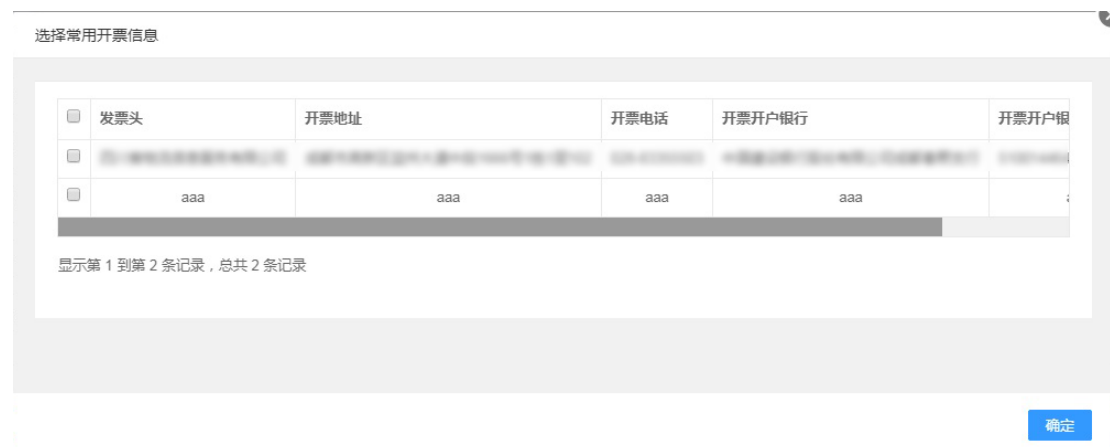 选择常用开票信息
发票头 开票地址 开票电话 开票开户银行 开票开户银
aaa aaa aaa aaa
显示第 1 到第 2 条记录，总共 2 条记录
确定